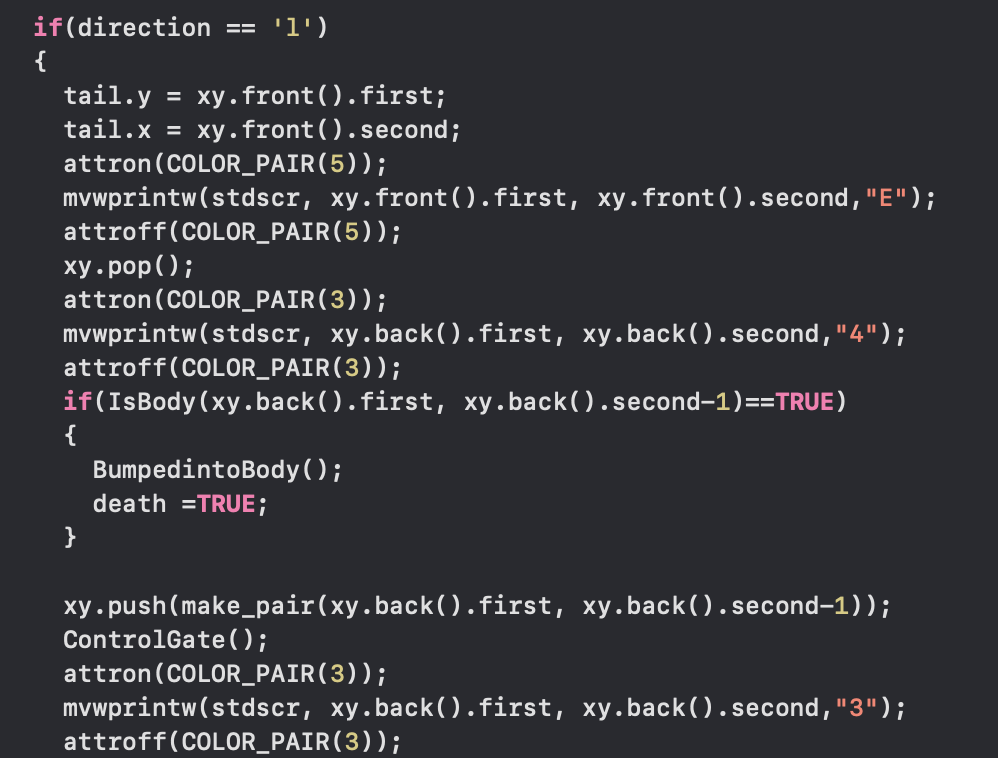 if(direction == 'l')
{
tail.y = xy.front().first;
tail.x = xy.front().second;
attron(COLOR_PAIR(5));
mvwprintw(stdscr, xy.front().first, xy.front().second,"E");
attroff(COLOR_PAIR(5));
xy.pop();
attron(COLOR_PAIR(3));
mvwprintw(stdscr, xy.back().first, xy.back().second,"4");
attroff(COLOR_PAIR(3));
if(IsBody(xy.back().first, xy.back().second-1)==TRUE)
{
BumpedintoBody();
death =TRUE;
}
xy.push(make_pair(xy.back().first, xy.back().second-1));
ControlGate();
attron(COLOR_PAIR(3));
mvwprintw(stdscr, xy.back().first, xy.back().second,"3");
attroff(COLOR_PAIR(3));